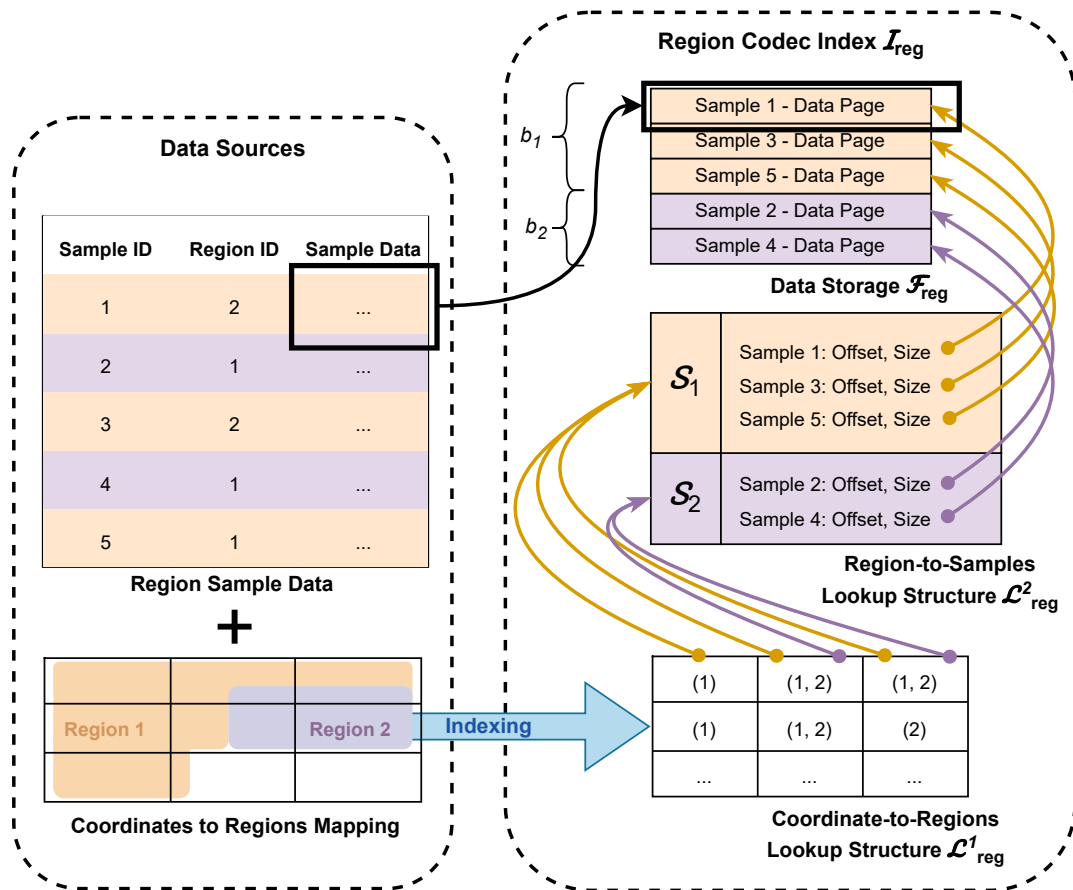 Data Sources
Sample ID Region ID Sample Data
1 2 ...
2 1 ...
3 2 ...
4 1 ...
5 1 ...
Region Sample Data
+
Region 1 Region 2
Coordinates to Regions Mapping
Indexing
Region Codec Index 𝓘reg
b1
b2
Sample 1 - Data Page
Sample 3 - Data Page
Sample 5 - Data Page
Sample 2 - Data Page
Sample 4 - Data Page
Data Storage 𝓕reg
𝓢1
Sample 1: Offset, Size
Sample 3: Offset, Size
Sample 5: Offset, Size
𝓢2
Sample 2: Offset, Size
Sample 4: Offset, Size
Region-to-Samples
Lookup Structure 𝓛2reg
(1) (1, 2) (1, 2)
(1) (1, 2) (2)
... ... ...
Coordinate-to-Regions
Lookup Structure 𝓛1reg